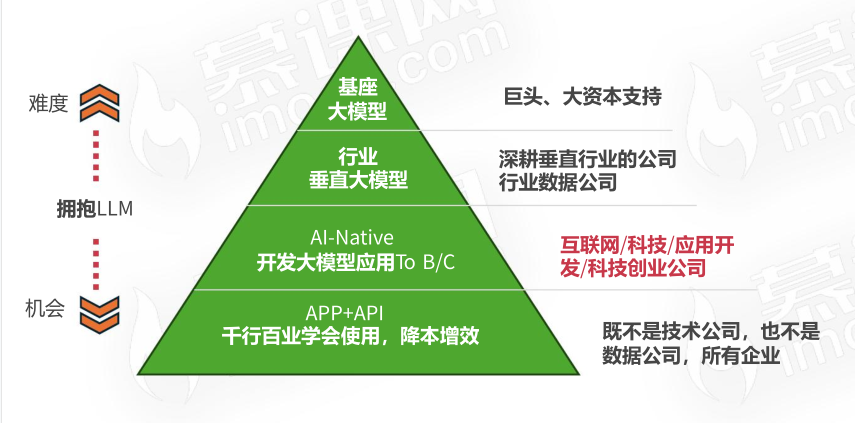 基座
大模型
巨头、大资本支持
难度
行业
垂直大模型
深耕垂直行业的公司
行业数据公司
拥抱LLM
AI-Native
开发大模型应用To B/C
互联网/科技/应用开
发/科技创业公司
机会
APP+API
千行百业学会使用，降本增效
既不是技术公司，也不是
数据公司，所有企业
慕课网
imooc.com